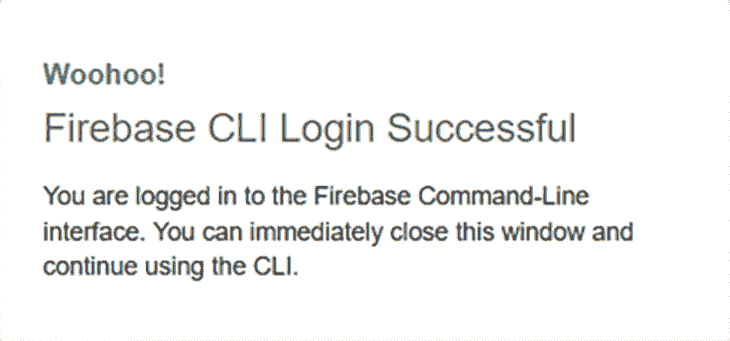 Woohoo!
Firebase CLI Login Successful
You are logged in to the Firebase Command-Line
interface. You can immediately close this window and
continue using the CLI.